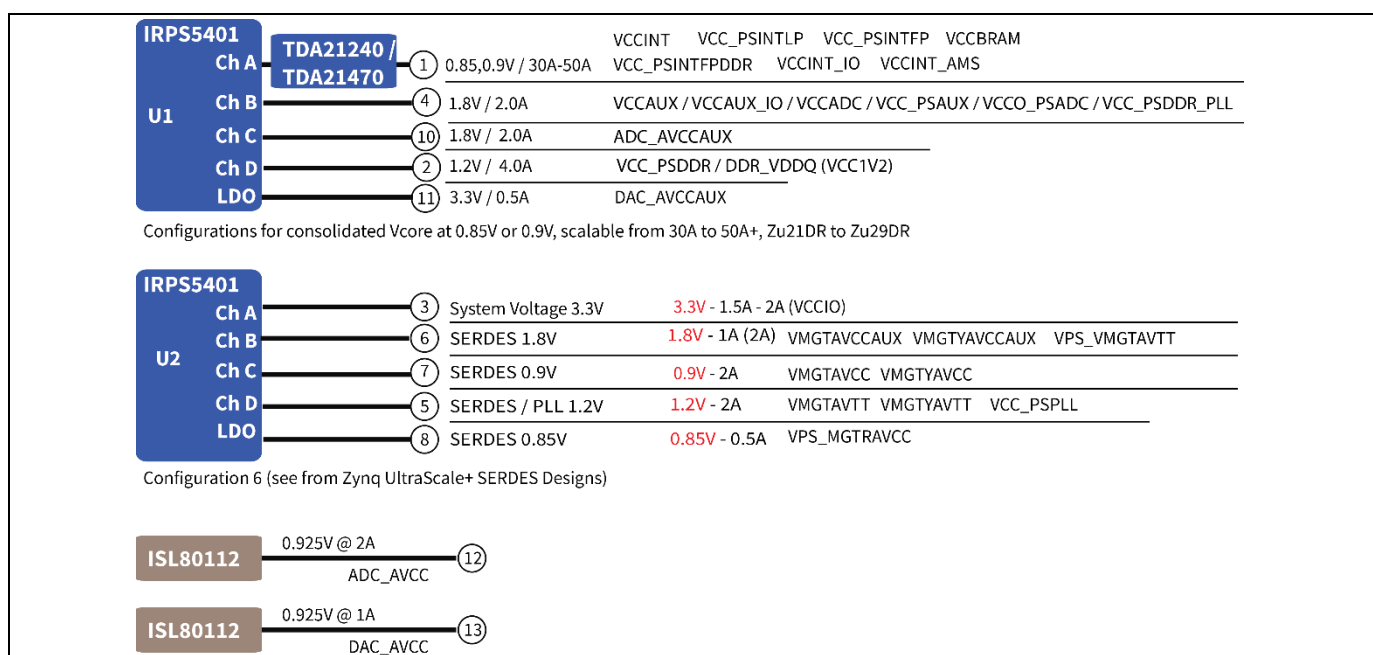 IRPS5401
U1
Ch A
TDA21240 /
TDA21470
1 0.85,0.9V / 30A-50A
VCCINT VCC_PSINTLP VCC_PSINTFP VCCBRAM
VCC_PSINTFPDDR VCCINT_IO VCCINT_AMS
Ch B 4 1.8V / 2.0A VCCAUX / VCCAUX_IO / VCCADC / VCC_PSAUX / VCCO_PSADC / VCC_PSDDR_PLL
Ch C 10 1.8V / 2.0A ADC_AVCCAUX
Ch D 2 1.2V / 4.0A VCC_PSDDR / DDR_VDDQ (VCC1V2)
LDO 11 3.3V / 0.5A DAC_AVCCAUX
Configurations for consolidated Vcore at 0.85V or 0.9V, scalable from 30A to 50A+, Zu21DR to Zu29DR
IRPS5401
U2
Ch A 3 System Voltage 3.3V 3.3V - 1.5A - 2A (VCCIO)
Ch B 6 SERDES 1.8V 1.8V - 1A (2A) VMGTAVCCAUX VMGTYAVCCAUX VPS_VMGTAVTT
Ch C 7 SERDES 0.9V 0.9V - 2A VMGTAVCC VMGTYAVCC
Ch D 5 SERDES / PLL 1.2V 1.2V - 2A VMGTAVTT VMGTYAVTT VCC_PSPLL
LDO 8 SERDES 0.85V 0.85V - 0.5A VPS_MGTRAVCC
Configuration 6 (see from Zynq UltraScale+ SERDES Designs)
ISL80112 0.925V @ 2A 12
ADC_AVCC
ISL80112 0.925V @ 1A 13
DAC_AVCC